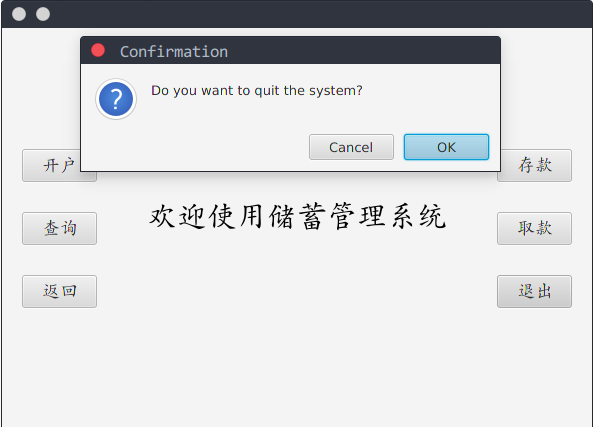 Confirmation
?
Do you want to quit the system?
Cancel
OK
开户
存款
欢迎使用储蓄管理系统
查询
取款
返回
退出